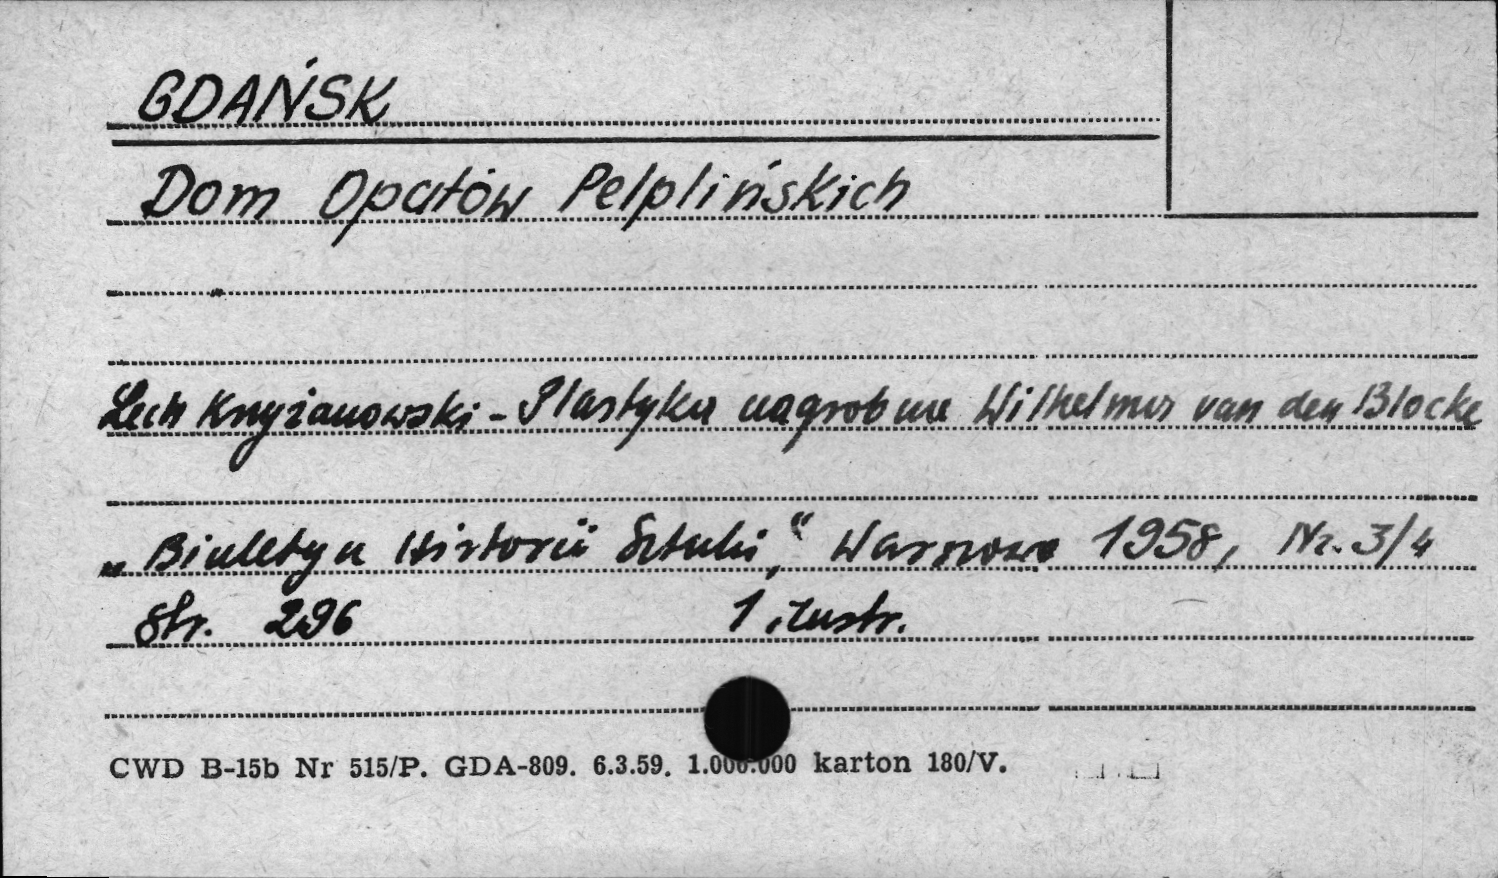 GDAŃSK
Dom Opatów Pelplińskich
Lech Krzyżanowski - Plastyka nagrobna Wilhelma van den Blocke
„Biuletyn Historii Sztuki," Warszawa 1958, Nr. 3/4
str. 296 1 ilustr.
CWD B-15b Nr 515/P. GDA-809. 6.3.59. 1.000.000 karton 180/V.